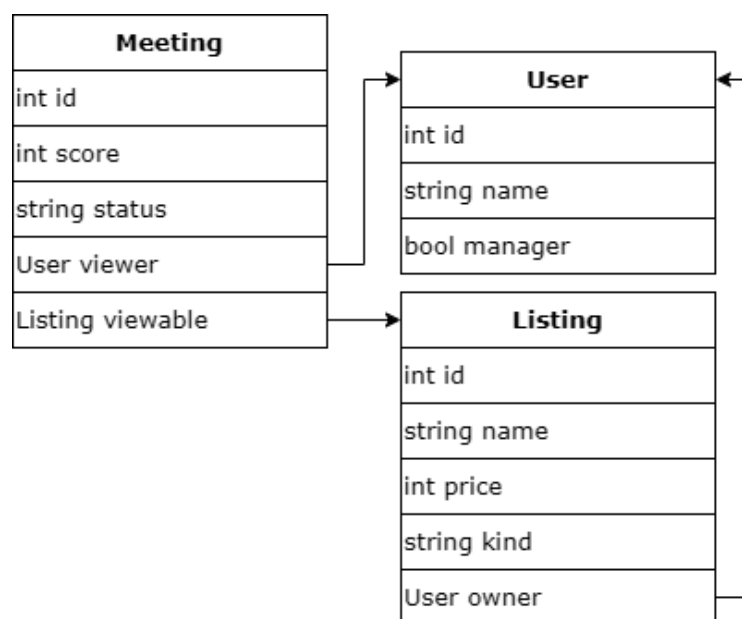 Meeting
int id
int score
string status
User viewer
Listing viewable
User
int id
string name
bool manager
Listing
int id
string name
int price
string kind
User owner